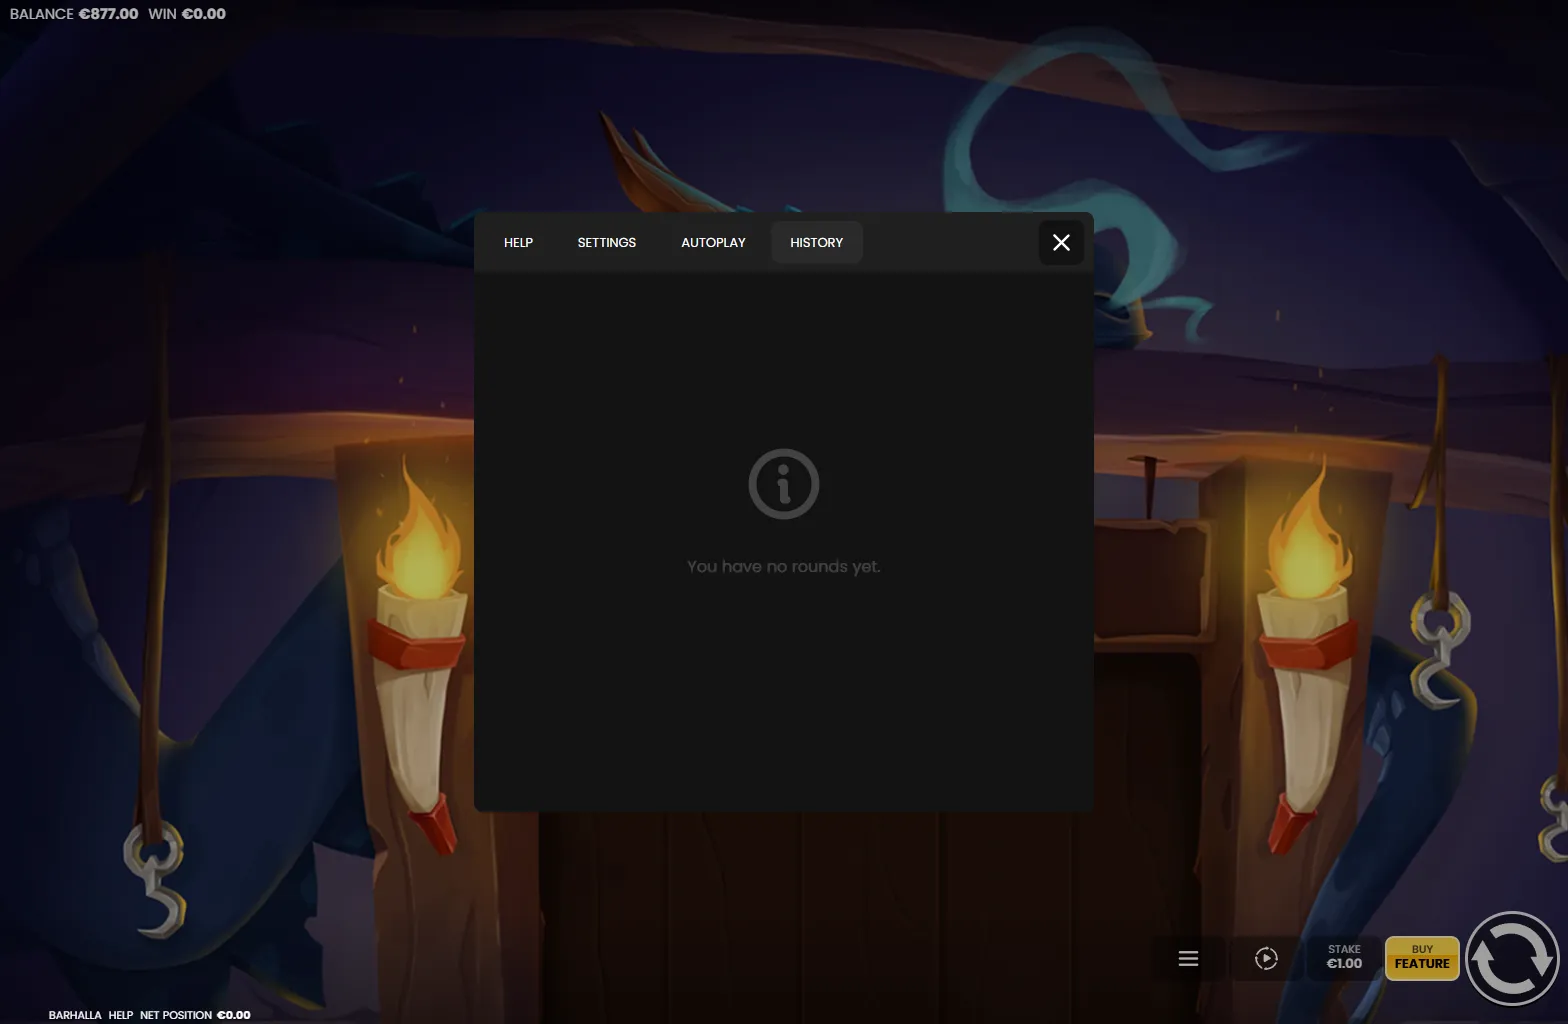 BALANCE €877.00 WIN €0.00
HELP SETTINGS AUTOPLAY HISTORY
You have no rounds yet.
STAKE
€1.00
BUY
FEATURE
BARHALLA HELP NET POSITION €0.00